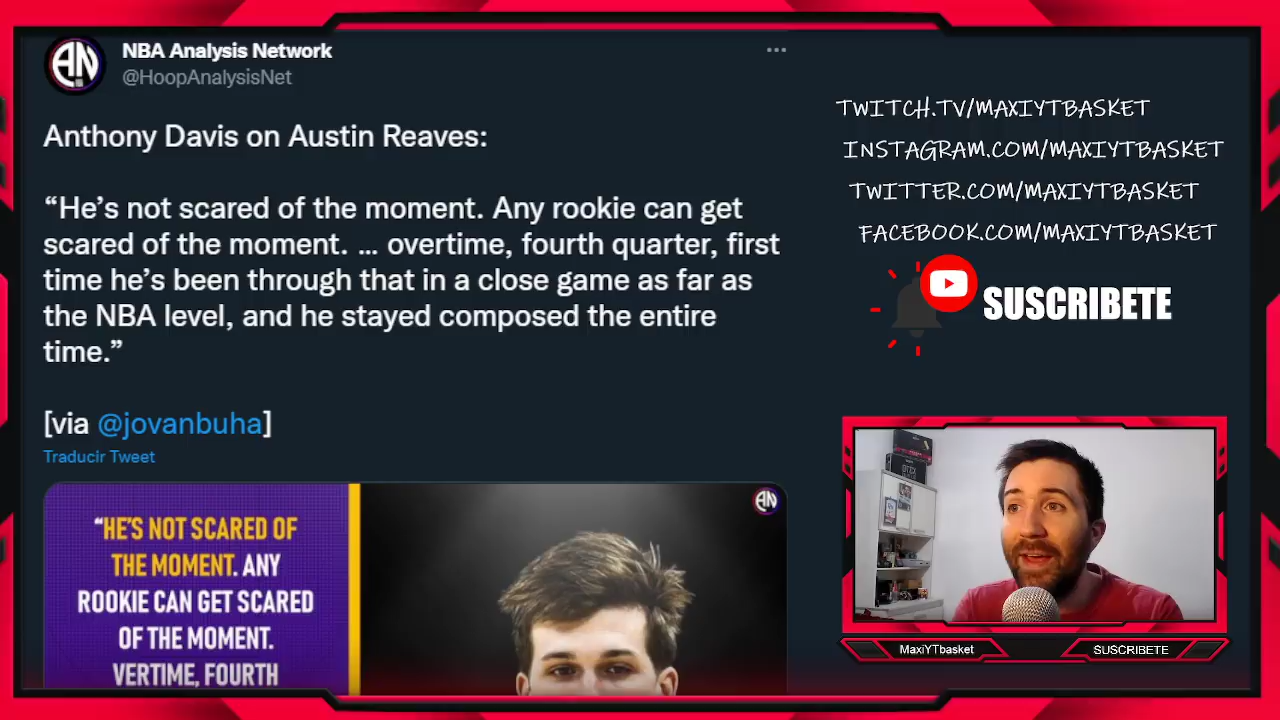 NBA Analysis Network
@HoopAnalysisNet
Anthony Davis on Austin Reaves:
“He’s not scared of the moment. Any rookie can get
scared of the moment. ... overtime, fourth quarter, first
time he’s been through that in a close game as far as
the NBA level, and he stayed composed the entire
time.”
[via @jovanbuha]
Traducir Tweet
AN
“HE'S NOT SCARED OF
THE MOMENT. ANY
ROOKIE CAN GET SCARED
OF THE MOMENT.
VERTIME, FOURTH
TWITCH.TV/MAXIYTBASKET
INSTAGRAM.COM/MAXIYTBASKET
TWITTER.COM/MAXIYTBASKET
FACEBOOK.COM/MAXIYTBASKET
SUSCRIBETE
MaxiYTbasket
SUSCRIBETE